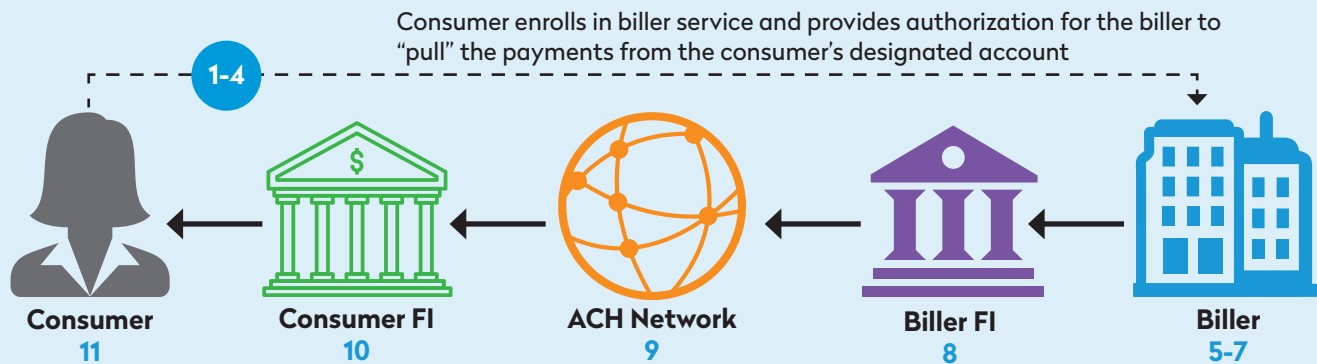 Consumer enrolls in biller service and provides authorization for the biller to
“pull” the payments from the consumer’s designated account
1-4
$
Consumer
Consumer FI
ACH Network
Biller FI
Biller
11
10
9
8
5-7